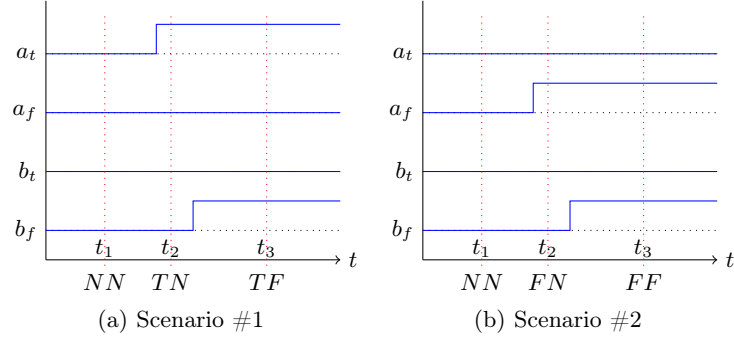 a_t
a_f
b_t
b_f
t_1 t_2 t_3 t
NN TN TF
(a) Scenario #1
a_t
a_f
b_t
b_f
t_1 t_2 t_3 t
NN FN FF
(b) Scenario #2